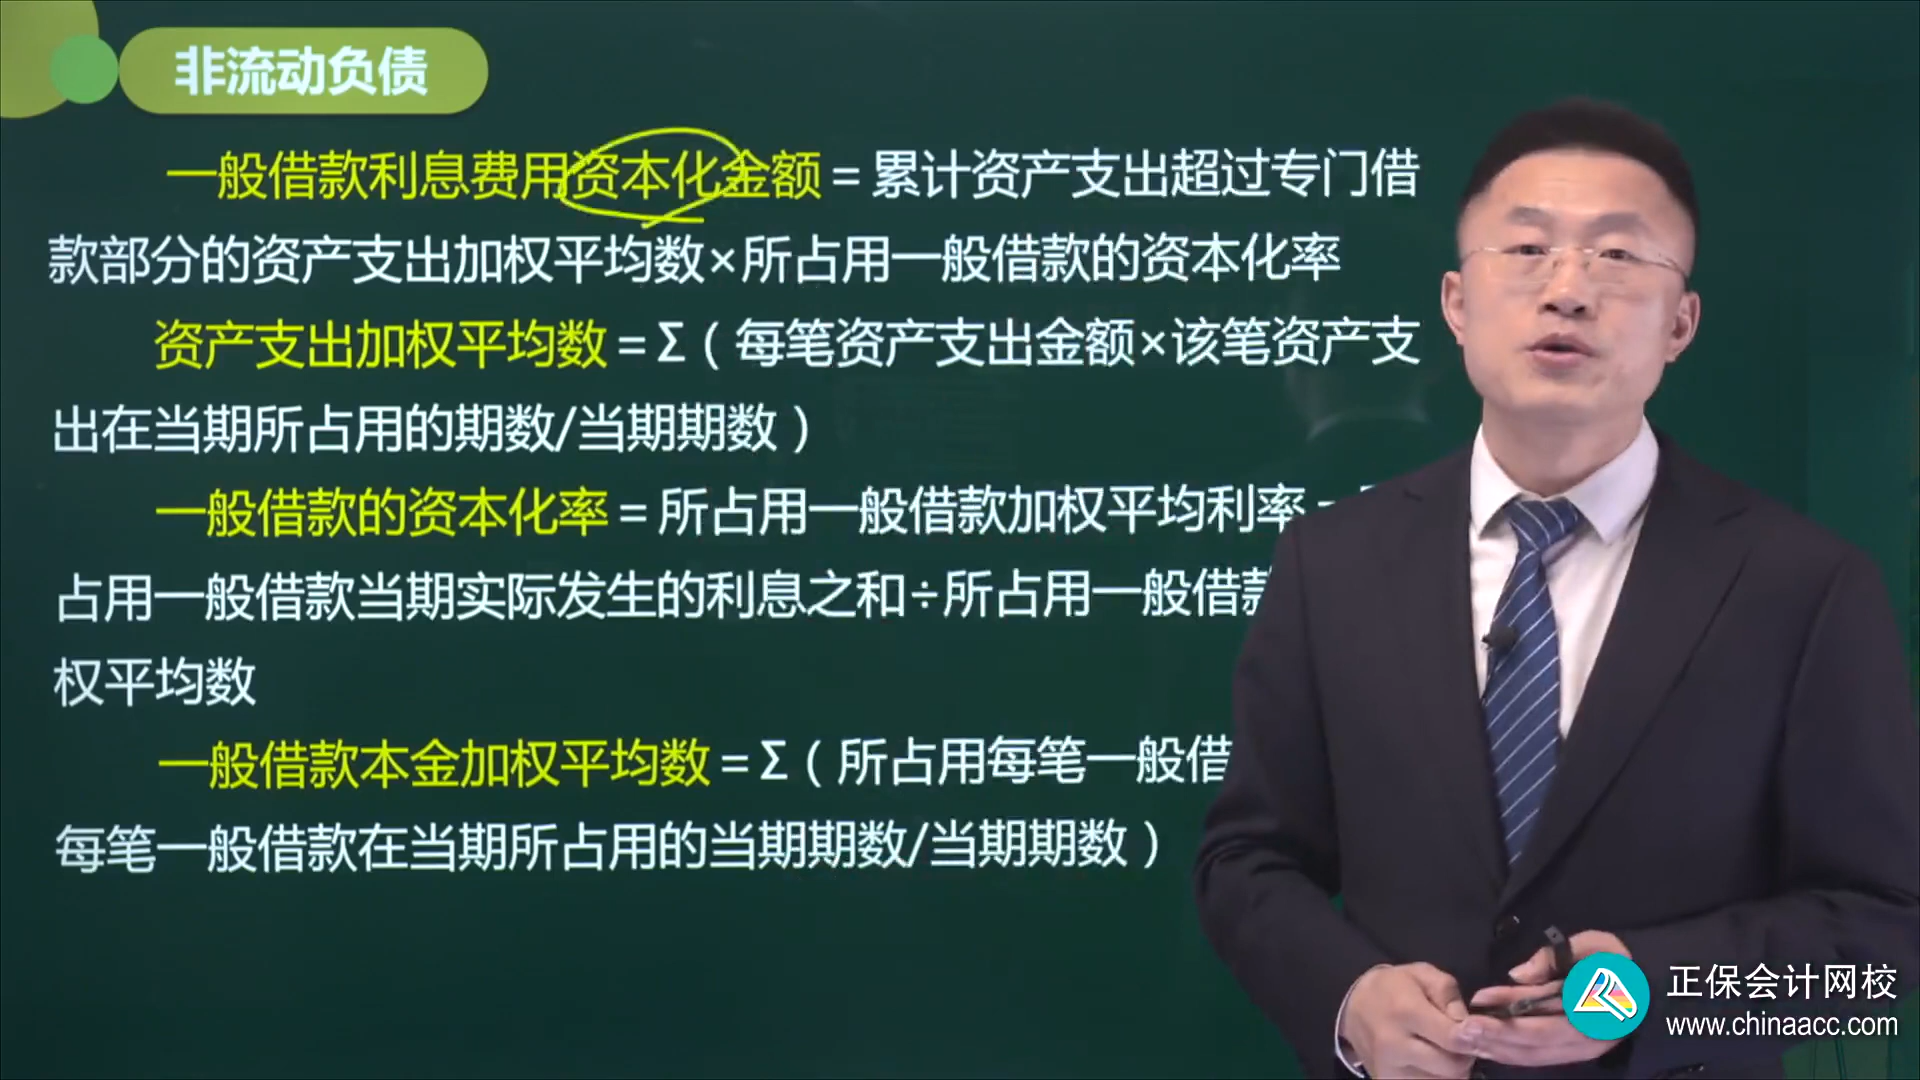 非流动负债
一般借款利息费用资本化金额＝累计资产支出超过专门借
款部分的资产支出加权平均数×所占用一般借款的资本化率
资产支出加权平均数＝Σ（每笔资产支出金额×该笔资产支
出在当期所占用的期数/当期期数）
一般借款的资本化率＝所占用一般借款加权平均利率
占用一般借款当期实际发生的利息之和÷所占用一般借款
权平均数
一般借款本金加权平均数＝Σ（所占用每笔一般借
每笔一般借款在当期所占用的当期期数/当期期数）
正保会计网校
www.chinaacc.com